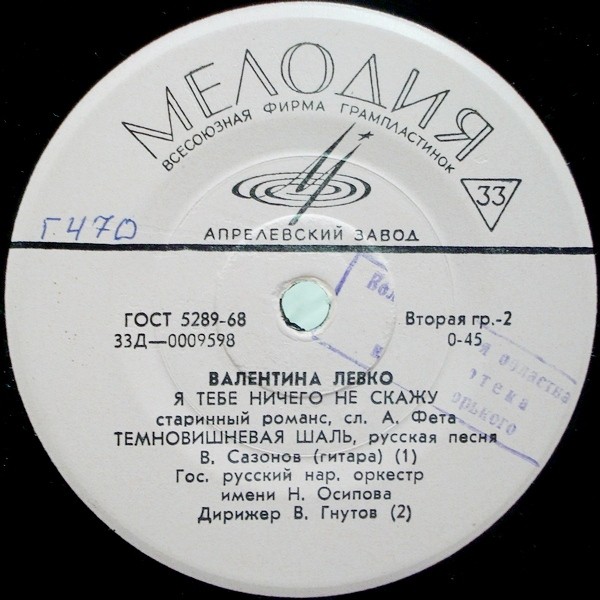 МЕЛОДИЯ
ВСЕСОЮЗНАЯ ФИРМА ГРАМПЛАСТИНОК
33
Г470
АПРЕЛЕВСКИЙ ЗАВОД
ГОСТ 5289-68
Вторая гр.-2
33Д—0009598
0-45
ВАЛЕНТИНА ЛЕВКО
Я ТЕБЕ НИЧЕГО НЕ СКАЖУ
старинный романс, сл. А. Фета
ТЕМНОВИШНЕВАЯ ШАЛЬ, русская песня
В. Сазонов (гитара) (1)
Гос. русский нар. оркестр
имени Н. Осипова
Дирижер В. Гнутов (2)